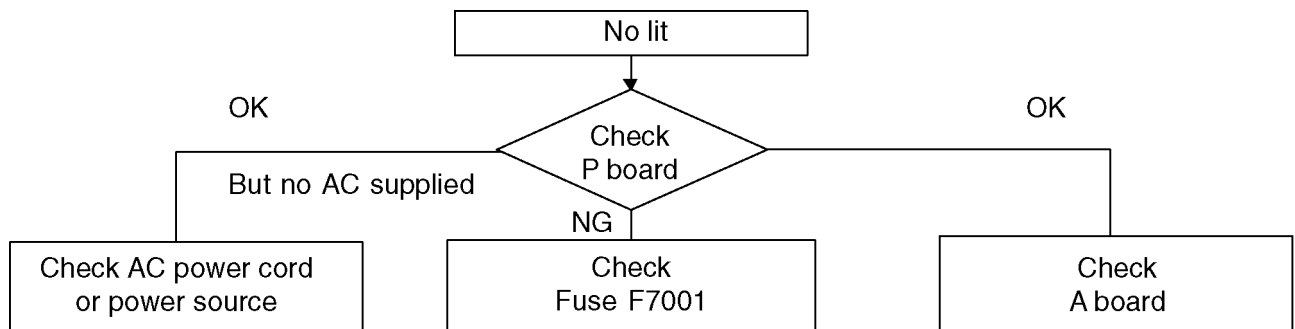 No lit
OK
OK
Check
P board
But no AC supplied
NG
Check AC power cord
or power source
Check
Fuse F7001
Check
A board